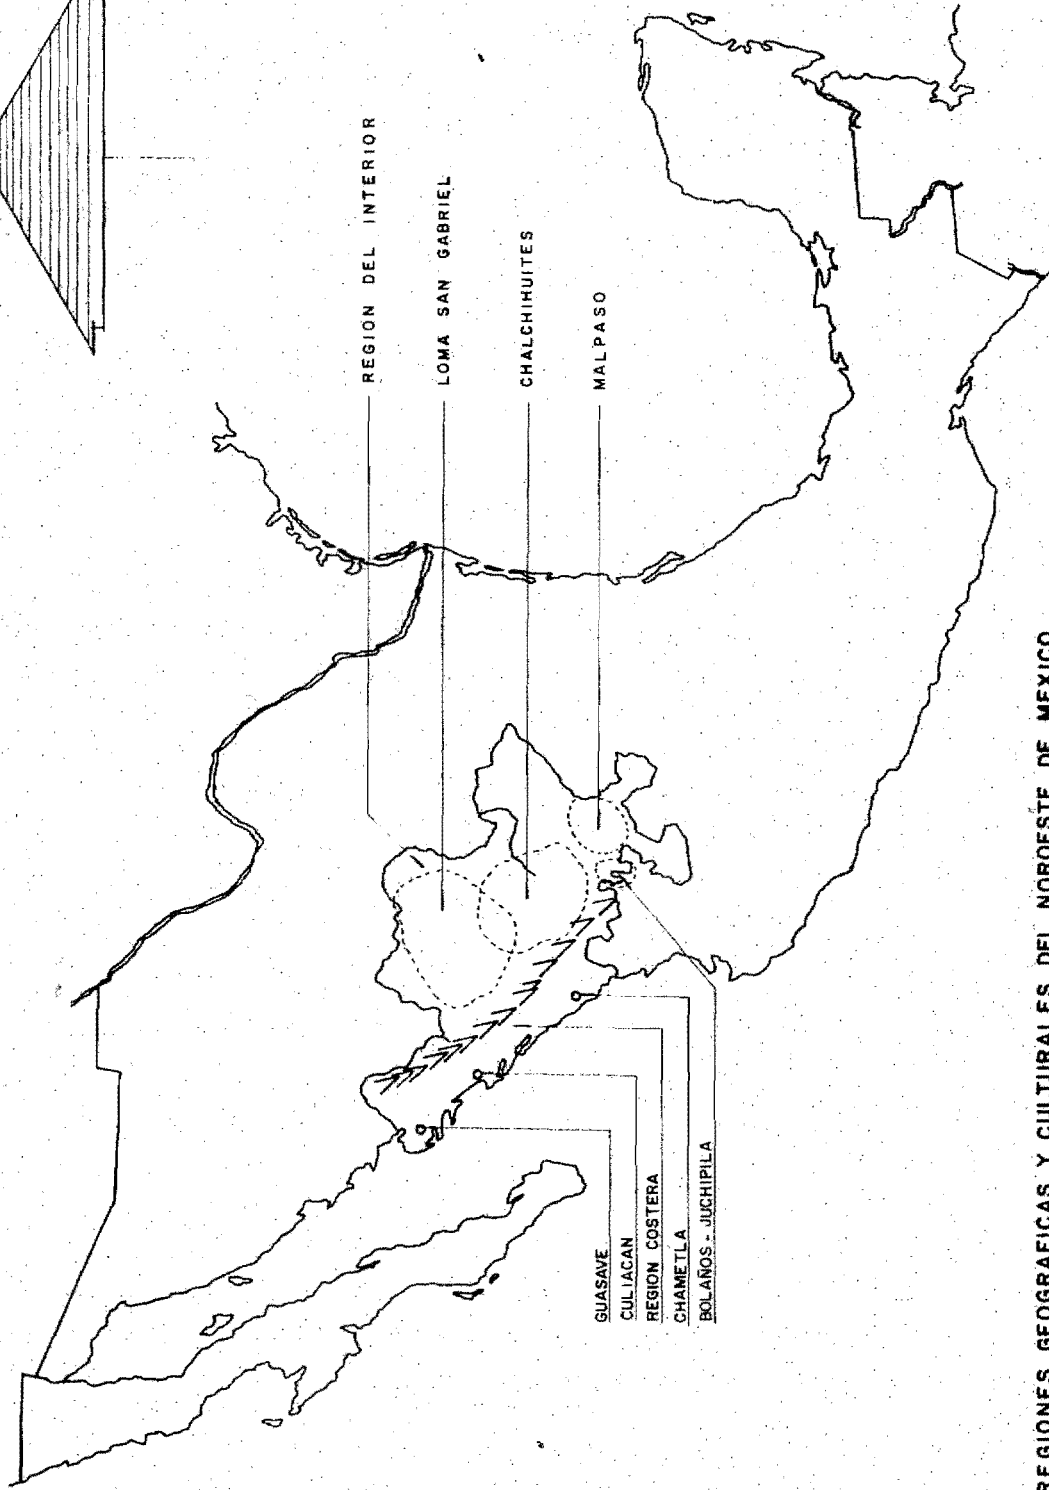 REGION DEL INTERIOR
LOMA SAN GABRIEL
CHALCHIHUITES
MALPASO
GUASAVE
CULIACAN
REGION COSTERA
CHAMETLA
BOLAÑOS - JUCHIPILA
REGIONES GEOGRAFICAS Y CULTURALES DEL NOROESTE DE MEXICO